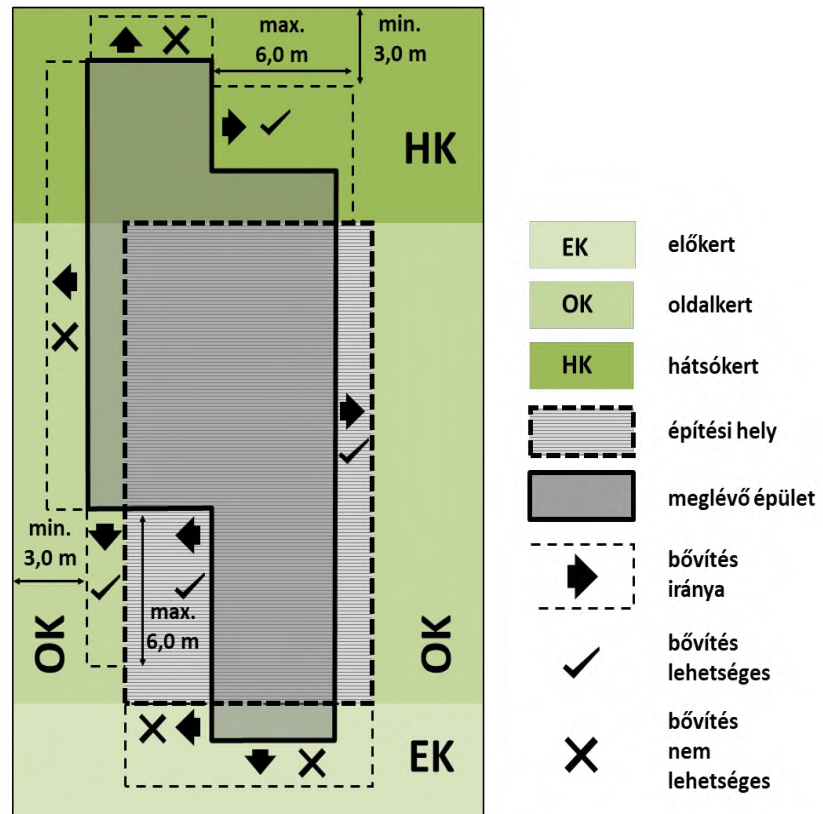 max.
6,0 m
min.
3,0 m
HK
min.
3,0 m
max.
6,0 m
OK
OK
EK
EK előkert
OK oldalkert
HK hátsókert
építési hely
meglévő épület
bővítés
iránya
bővítés
lehetséges
bővítés
nem
lehetséges